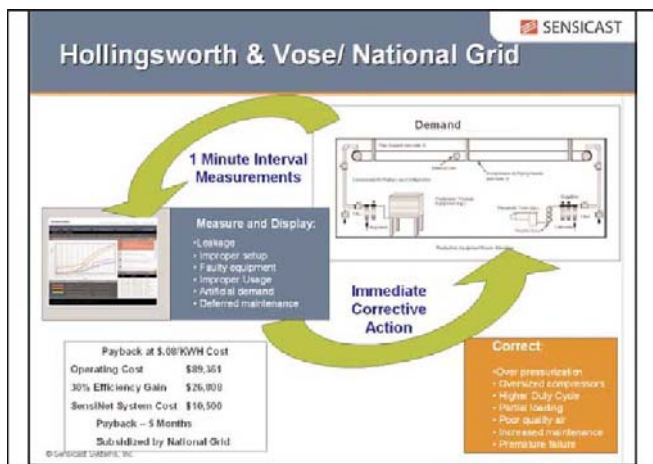 SENSICAST
Hollingsworth & Vose/ National Grid
Demand
1 Minute Interval
Measurements
Measure and Display:
•Leakage
•Improper setup
•Faulty equipment
•Improper Usage
•Artificial demand
•Deferred maintenance
Immediate
Corrective
Action
Payback at $.08/KWH Cost
Operating Cost $89,361
30% Efficiency Gain $26,808
SensiNet System Cost $10,500
Payback – 5 Months
Subsidized by National Grid
Correct:
•Over pressurization
•Oversized compressors
•Higher Duty Cycle
•Partial loading
•Poor quality air
•Increased maintenance
•Premature failure
© Sensicast Systems, Inc.